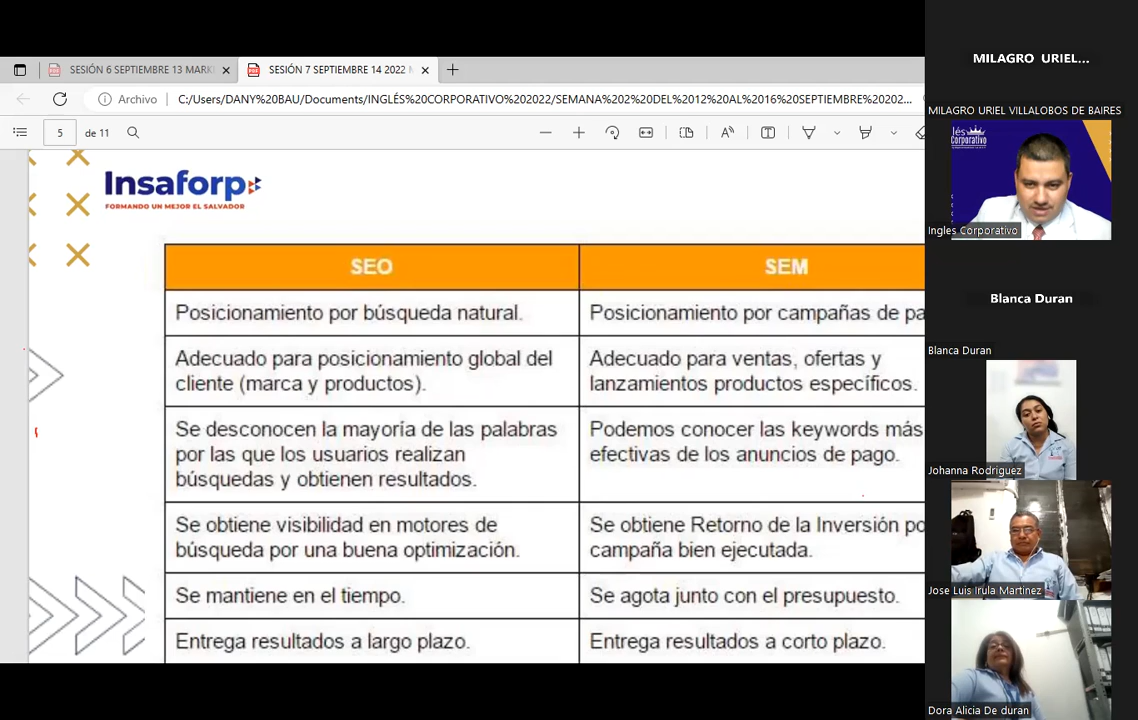 SESIÓN 6 SEPTIEMBRE 13 MARK
SESIÓN 7 SEPTIEMBRE 14 2022
Archivo
C:/Users/DANY%20BAU/Documents/INGLÉS%20CORPORATIVO%202022/SEMANA%202%20DEL%2012%20AL%2016%20SEPTIEMBRE%20202...
5
de 11
Insaforp
FORMANDO UN MEJOR EL SALVADOR
SEO
SEM
Posicionamiento por búsqueda natural.
Posicionamiento por campañas de pa
Adecuado para posicionamiento global del
cliente (marca y productos).
Adecuado para ventas, ofertas y
lanzamientos productos específicos.
Se desconocen la mayoría de las palabras
por las que los usuarios realizan
búsquedas y obtienen resultados.
Podemos conocer las keywords más
efectivas de los anuncios de pago.
Se obtiene visibilidad en motores de
búsqueda por una buena optimización.
Se obtiene Retorno de la Inversión po
campaña bien ejecutada.
Se mantiene en el tiempo.
Se agota junto con el presupuesto.
Entrega resultados a largo plazo.
Entrega resultados a corto plazo.
MILAGRO URIEL...
MILAGRO URIEL VILLALOBOS DE BAIRES
lés
Corporativo
Ingles Corporativo
Blanca Duran
Blanca Duran
Johanna Rodriguez
Jose Luis Irula Martinez
Dora Alicia De duran